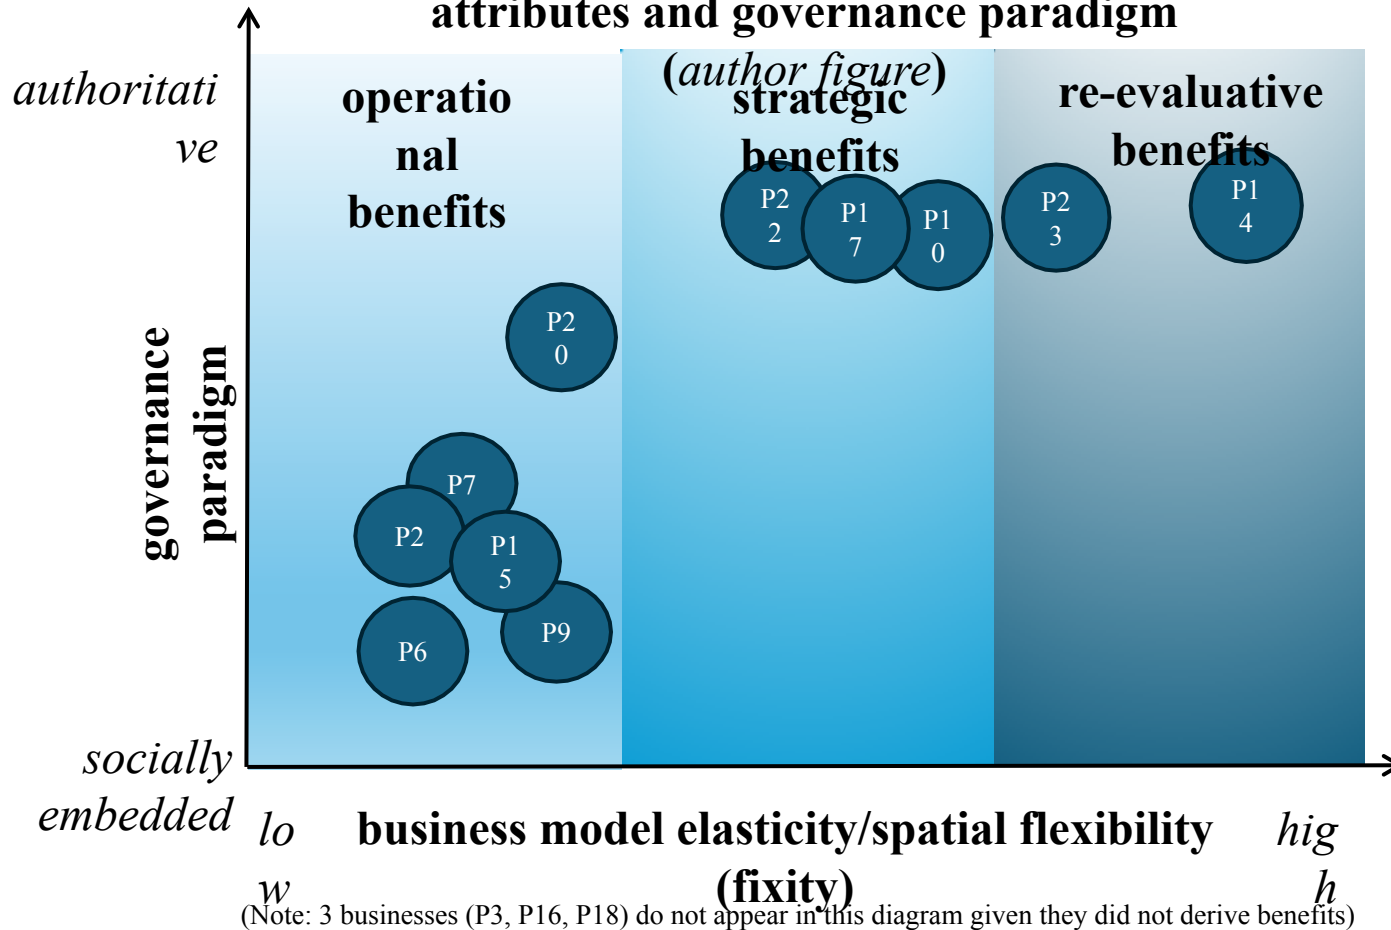 attributes and governance paradigm
(author figure)
authoritati
ve
operatio
nal
benefits
strategic
benefits
re-evaluative
benefits
P2
2
P1
7
P1
0
P2
3
P1
4
P2
0
governance
paradigm
P7
P2
P1
5
P9
P6
socially
embedded
lo
w
business model elasticity/spatial flexibility
(fixity)
hig
h
(Note: 3 businesses (P3, P16, P18) do not appear in this diagram given they did not derive benefits)